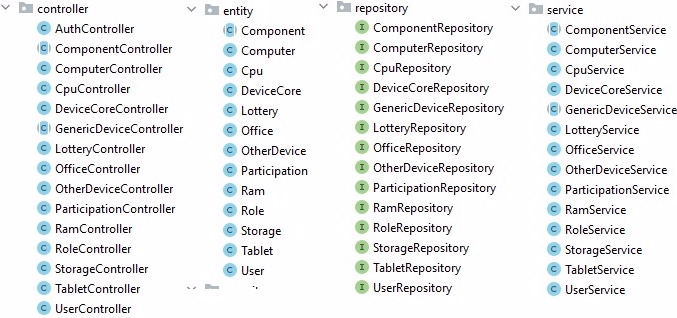 controller
AuthController
ComponentController
ComputerController
CpuController
DeviceCoreController
GenericDeviceController
LotteryController
OfficeController
OtherDeviceController
ParticipationController
RamController
RoleController
StorageController
TabletController
UserController
entity
Component
Computer
Cpu
DeviceCore
Lottery
Office
OtherDevice
Participation
Ram
Role
Storage
Tablet
User
repository
ComponentRepository
ComputerRepository
CpuRepository
DeviceCoreRepository
GenericDeviceRepository
LotteryRepository
OfficeRepository
OtherDeviceRepository
ParticipationRepository
RamRepository
RoleRepository
StorageRepository
TabletRepository
UserRepository
service
ComponentService
ComputerService
CpuService
DeviceCoreService
GenericDeviceService
LotteryService
OfficeService
OtherDeviceService
ParticipationService
RamService
RoleService
StorageService
TabletService
UserService